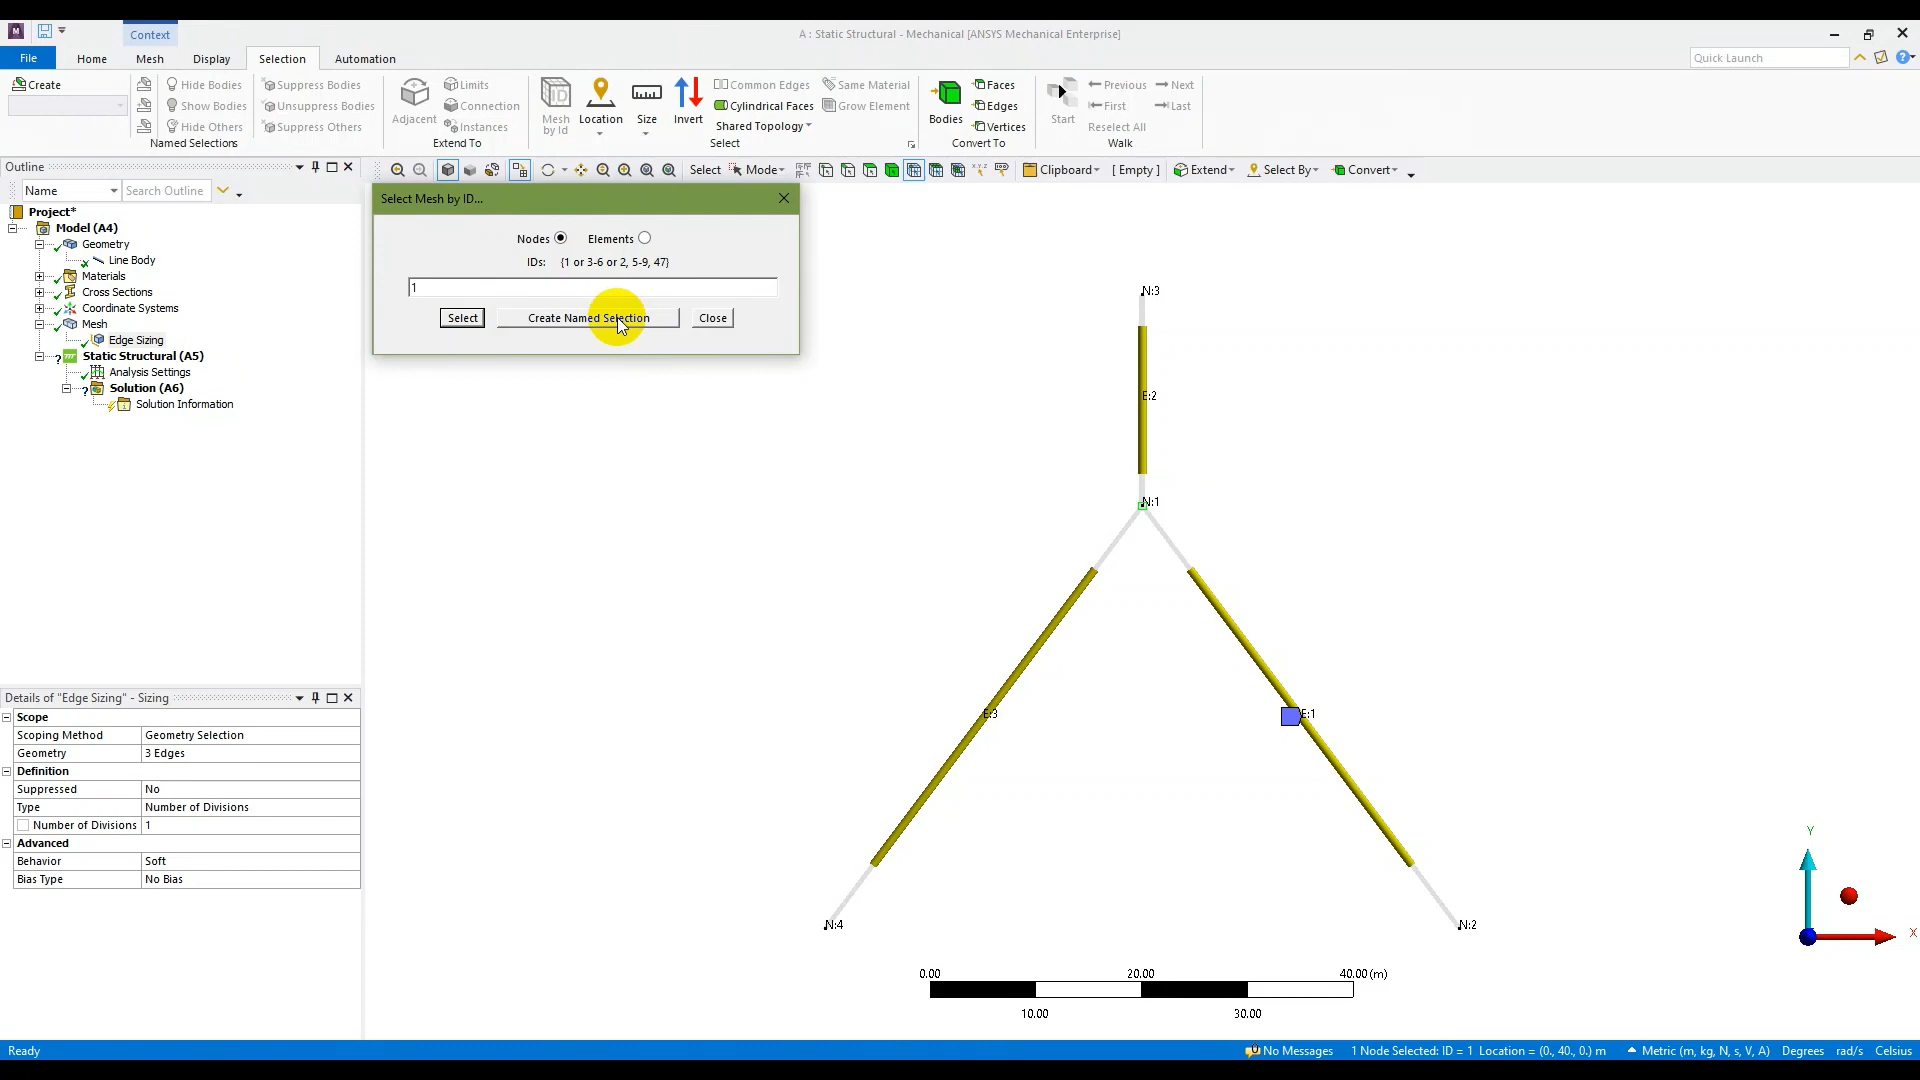 M
Context
A : Static Structural - Mechanical [ANSYS Mechanical Enterprise]
File Home Mesh Display Selection Automation
Quick Launch
Create Hide Bodies Suppress Bodies Limits Common Edges Same Material Faces Previous Next
Show Bodies Unsuppress Bodies Connection Cylindrical Faces Grow Element Edges First Last
Adjacent Mesh by Id Location Size Invert Bodies Start
Hide Others Suppress Others Instances Shared Topology Vertices Reselect All
Named Selections Extend To Select Convert To Walk
Outline
Select Mode Clipboard [ Empty ] Extend Select By Convert
Name Search Outline
Project*
Model (A4)
Geometry
Line Body
Materials
Cross Sections
Coordinate Systems
Mesh
Edge Sizing
Static Structural (A5)
Analysis Settings
Solution (A6)
Solution Information
Select Mesh by ID...
Nodes Elements
IDs: {1 or 3-6 or 2, 5-9, 47}
1
Select Create Named Selection Close
N:3
E:2
N:1
E:3
E:1
N:4
N:2
0.00 20.00 40.00 (m)
10.00 30.00
Y
X
Details of "Edge Sizing" - Sizing
Scope
Scoping Method Geometry Selection
Geometry 3 Edges
Definition
Suppressed No
Type Number of Divisions
Number of Divisions 1
Advanced
Behavior Soft
Bias Type No Bias
Ready
No Messages 1 Node Selected: ID = 1 Location = (0., 40., 0.) m Metric (m, kg, N, s, V, A) Degrees rad/s Celsius